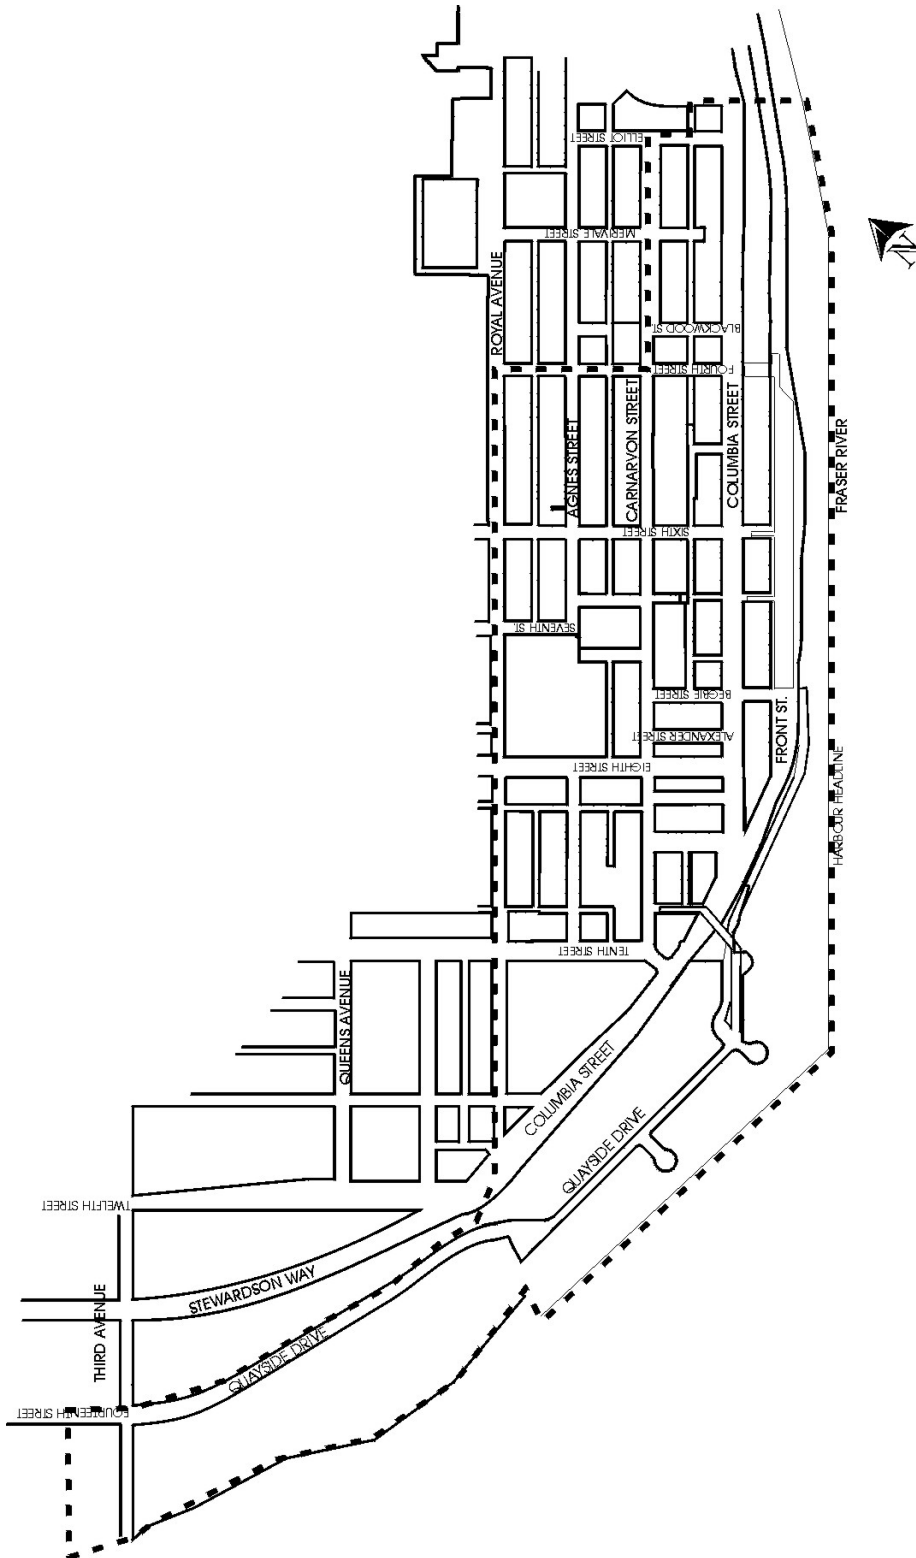 ELLIOT STREET
MERIVALE STREET
N
ROYAL AVENUE
BLACKWOOD ST.
FOURTH STREET
AGNES STREET
CARNARVON STREET
COLUMBIA STREET
FRASER RIVER
SIXTH STREET
SEVENTH ST.
BEGBIE STREET
ALEXANDER STREET
FRONT ST.
EIGHTH STREET
HARBOUR HEADLINE
TENTH STREET
QUEENS AVENUE
COLUMBIA STREET
QUAYSIDE DRIVE
TWELFTH STREET
STEWARDSON WAY
THIRD AVENUE
QUAYSIDE DRIVE
FOURTEENTH STREET